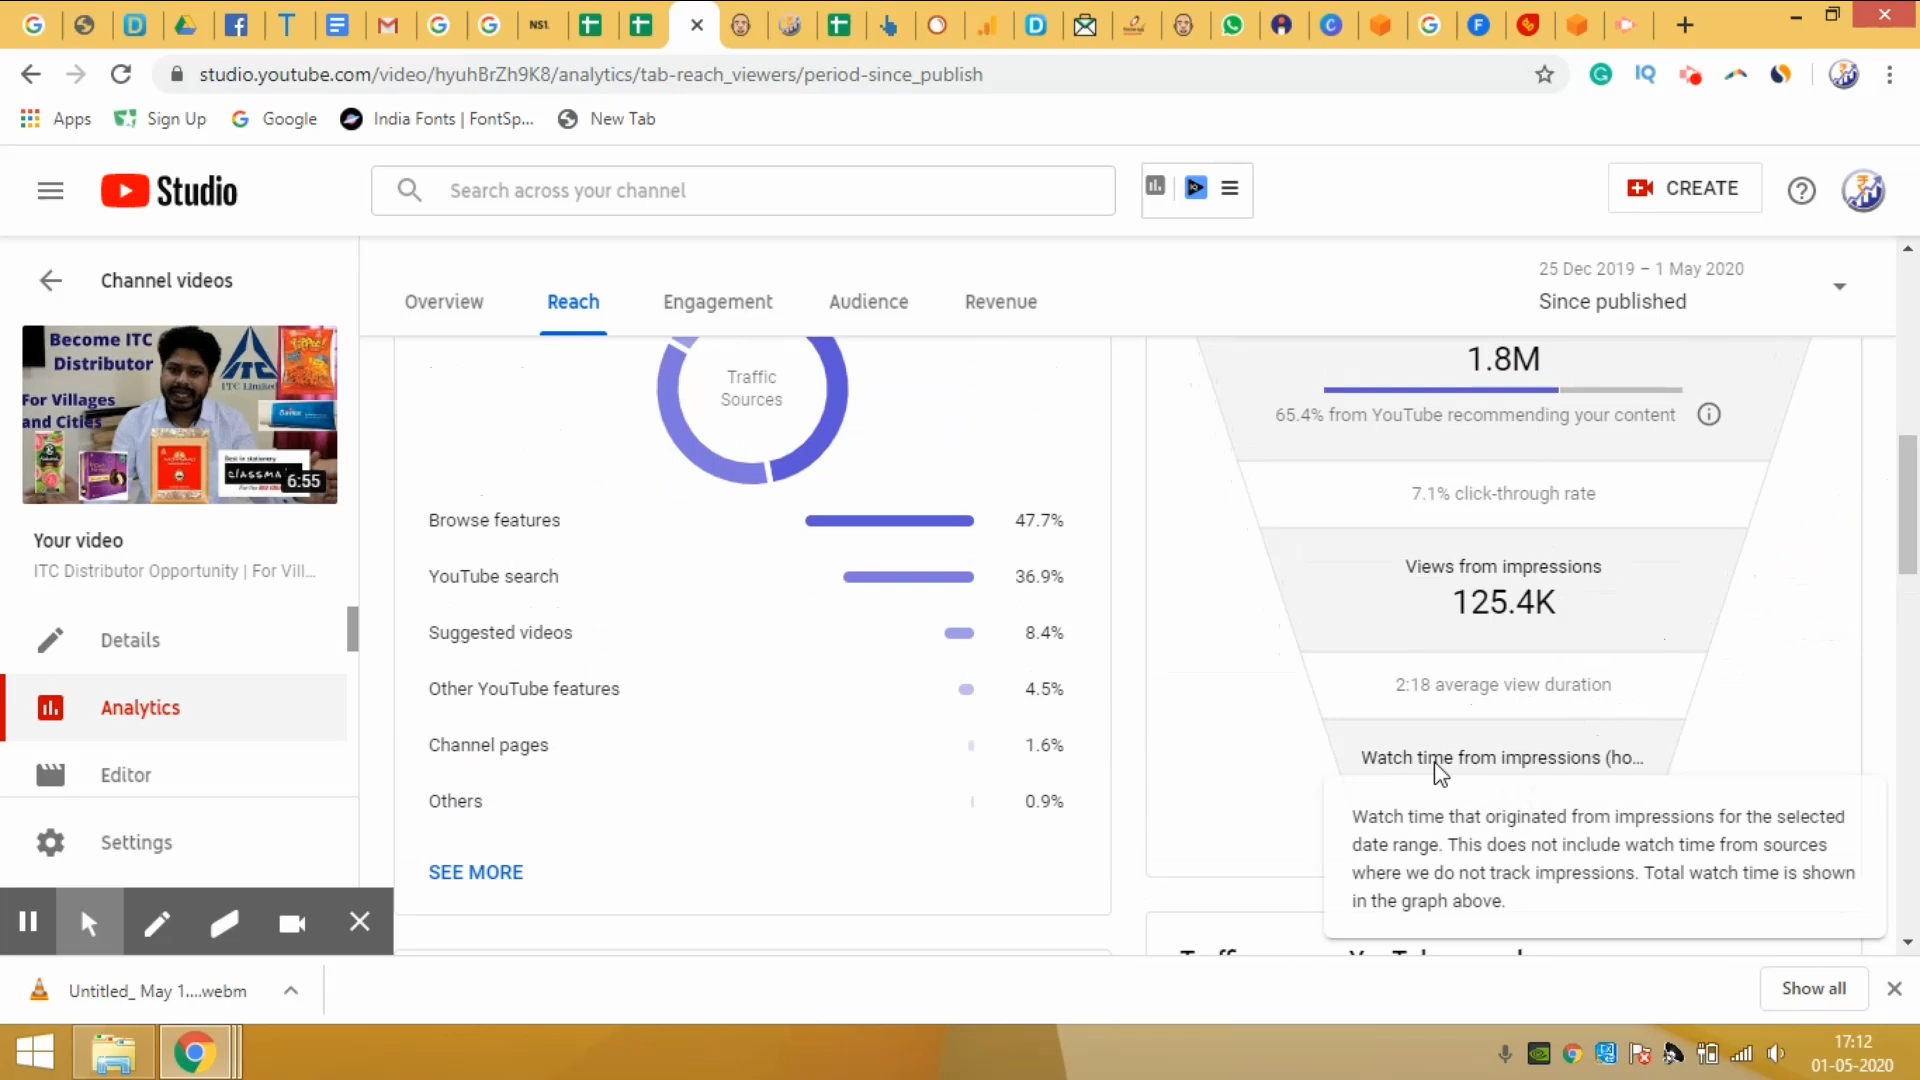 NS1.
studio.youtube.com/video/hyuhBrZh9K8/analytics/tab-reach_viewers/period-since_publish
Apps
Sign Up
Google
India Fonts | FontSp...
New Tab
Studio
Search across your channel
CREATE
Channel videos
Overview
Reach
Engagement
Audience
Revenue
25 Dec 2019 – 1 May 2020
Since published
Become ITC
Distributor
ITC Limited
For Villages
and Cities
6:55
Your video
ITC Distributor Opportunity | For Vill...
Details
Analytics
Editor
Settings
Traffic
Sources
Browse features 47.7%
YouTube search 36.9%
Suggested videos 8.4%
Other YouTube features 4.5%
Channel pages 1.6%
Others 0.9%
SEE MORE
1.8M
65.4% from YouTube recommending your content
7.1% click-through rate
Views from impressions
125.4K
2:18 average view duration
Watch time from impressions (ho...
Watch time that originated from impressions for the selected
date range. This does not include watch time from sources
where we do not track impressions. Total watch time is shown
in the graph above.
Untitled_ May 1....webm
Show all
17:12
01-05-2020